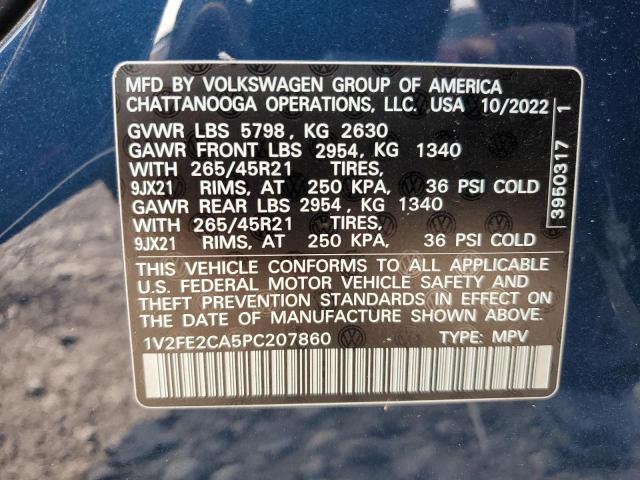 MFD BY VOLKSWAGEN GROUP OF AMERICA
CHATTANOOGA OPERATIONS, LLC. USA 10/2022
GVWR LBS 5798, KG 2630
GAWR FRONT LBS 2954, KG 1340
WITH 265/45R21 TIRES,
9JX21 RIMS, AT 250 KPA, 36 PSI COLD
GAWR REAR LBS 2954, KG 1340
WITH 265/45R21 TIRES,
9JX21 RIMS, AT 250 KPA, 36 PSI COLD
THIS VEHICLE CONFORMS TO ALL APPLICABLE
U.S. FEDERAL MOTOR VEHICLE SAFETY AND
THEFT PREVENTION STANDARDS IN EFFECT ON
THE DATE OF MANUFACTURE SHOWN ABOVE.
1V2FE2CA5PC207860 TYPE: MPV
3950317 1